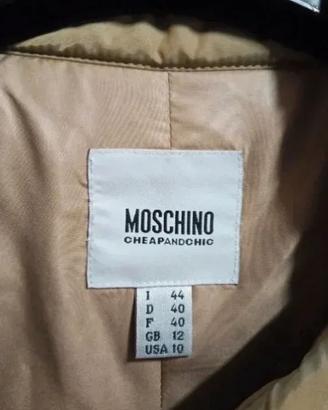 MOSCHINO
CHEAPANDCHIC
I 44
D 40
F 40
GB 12
USA 10